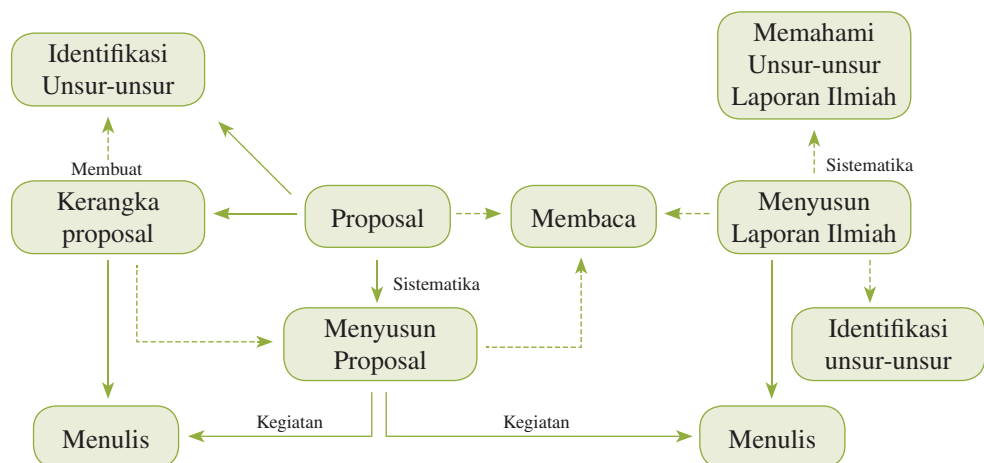 Identifikasi
Unsur-unsur
Memahami
Unsur-unsur
Laporan Ilmiah
Membuat
Sistematika
Kerangka
proposal
Proposal
Membaca
Menyusun
Laporan Ilmiah
Sistematika
Menyusun
Proposal
Identifikasi
unsur-unsur
Menulis
Kegiatan
Kegiatan
Menulis